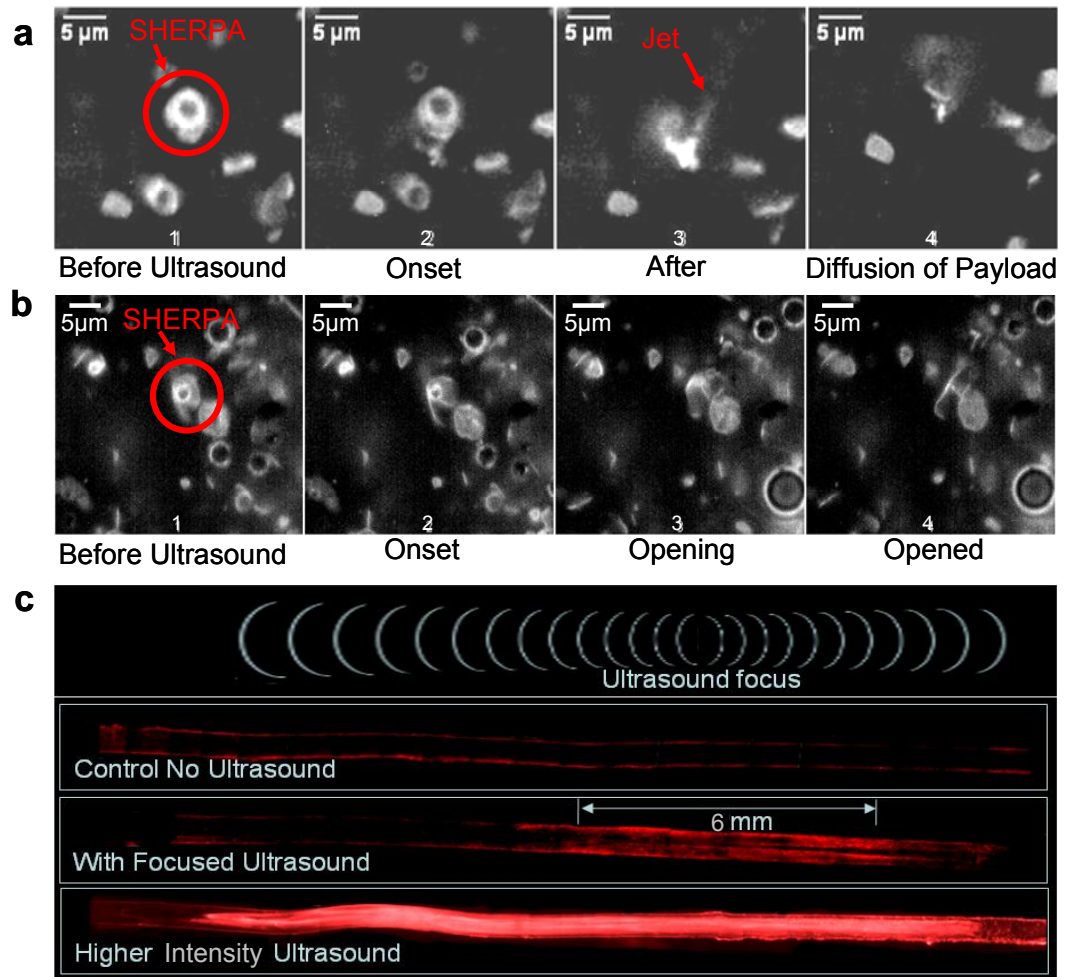 a
5 μm 5 μm 5 μm 5 μm
SHERPA
Jet
1 2 3 4
Before Ultrasound Onset After Diffusion of Payload
b
5μm 5μm 5μm 5μm
SHERPA
1 2 3 4
Before Ultrasound Onset Opening Opened
c
Ultrasound focus
Control No Ultrasound
6 mm
With Focused Ultrasound
Higher Intensity Ultrasound